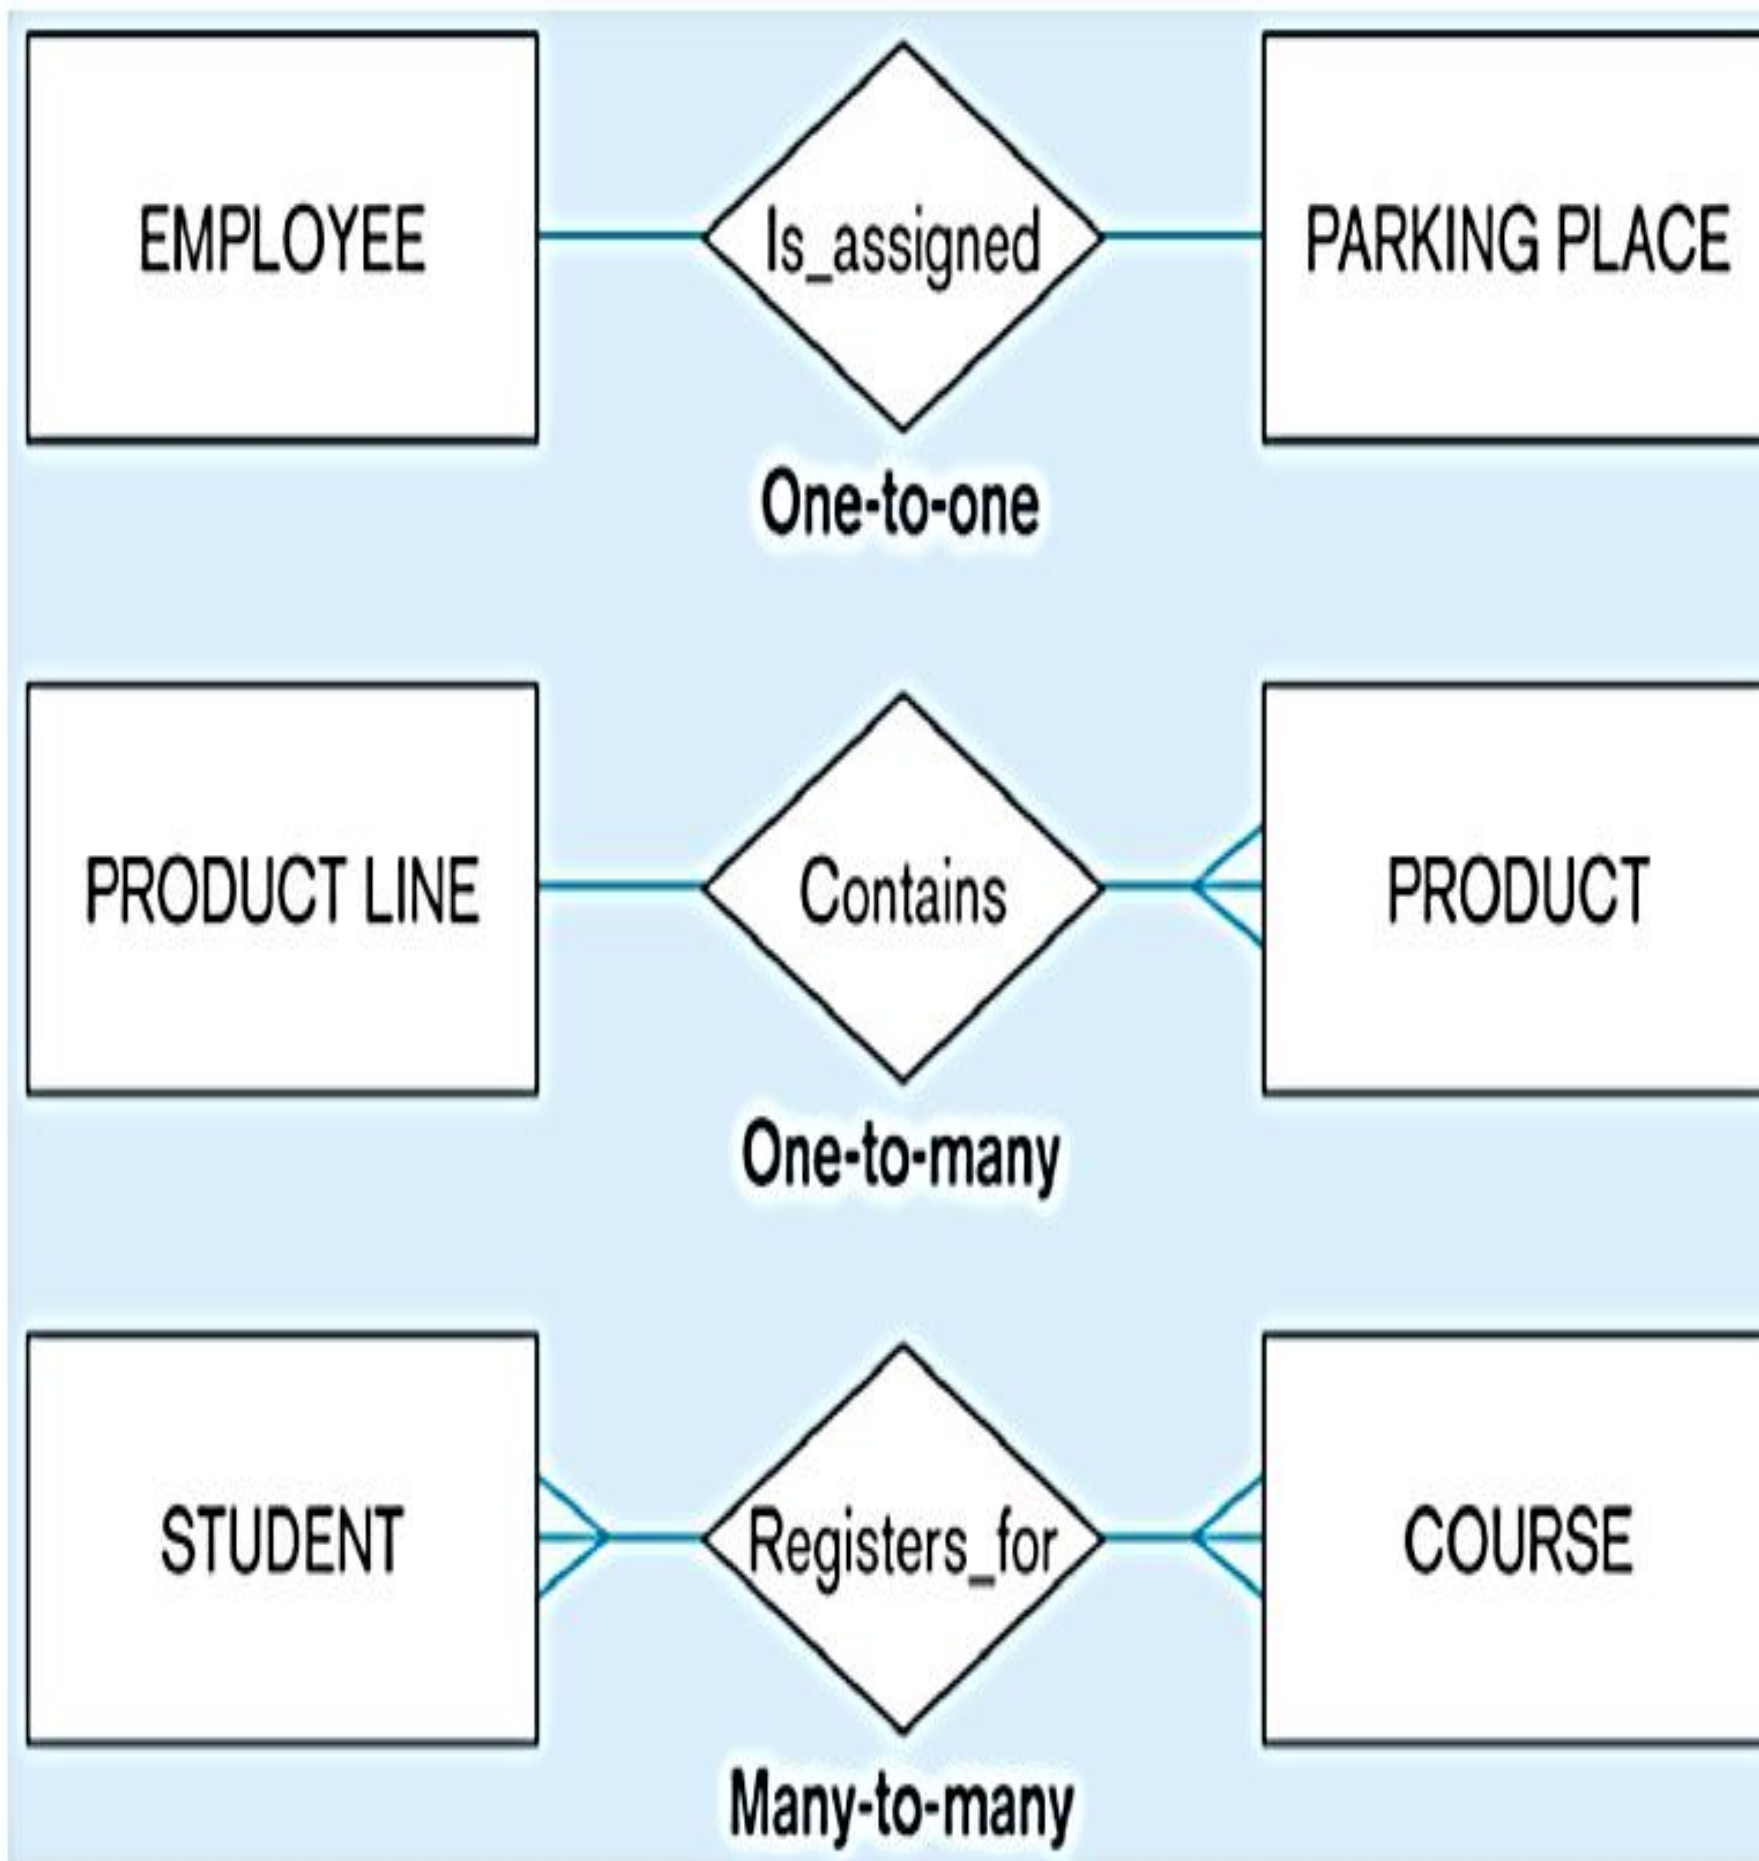 EMPLOYEE
Is_assigned
PARKING PLACE
One-to-one
PRODUCT LINE
Contains
PRODUCT
One-to-many
STUDENT
Registers_for
COURSE
Many-to-many